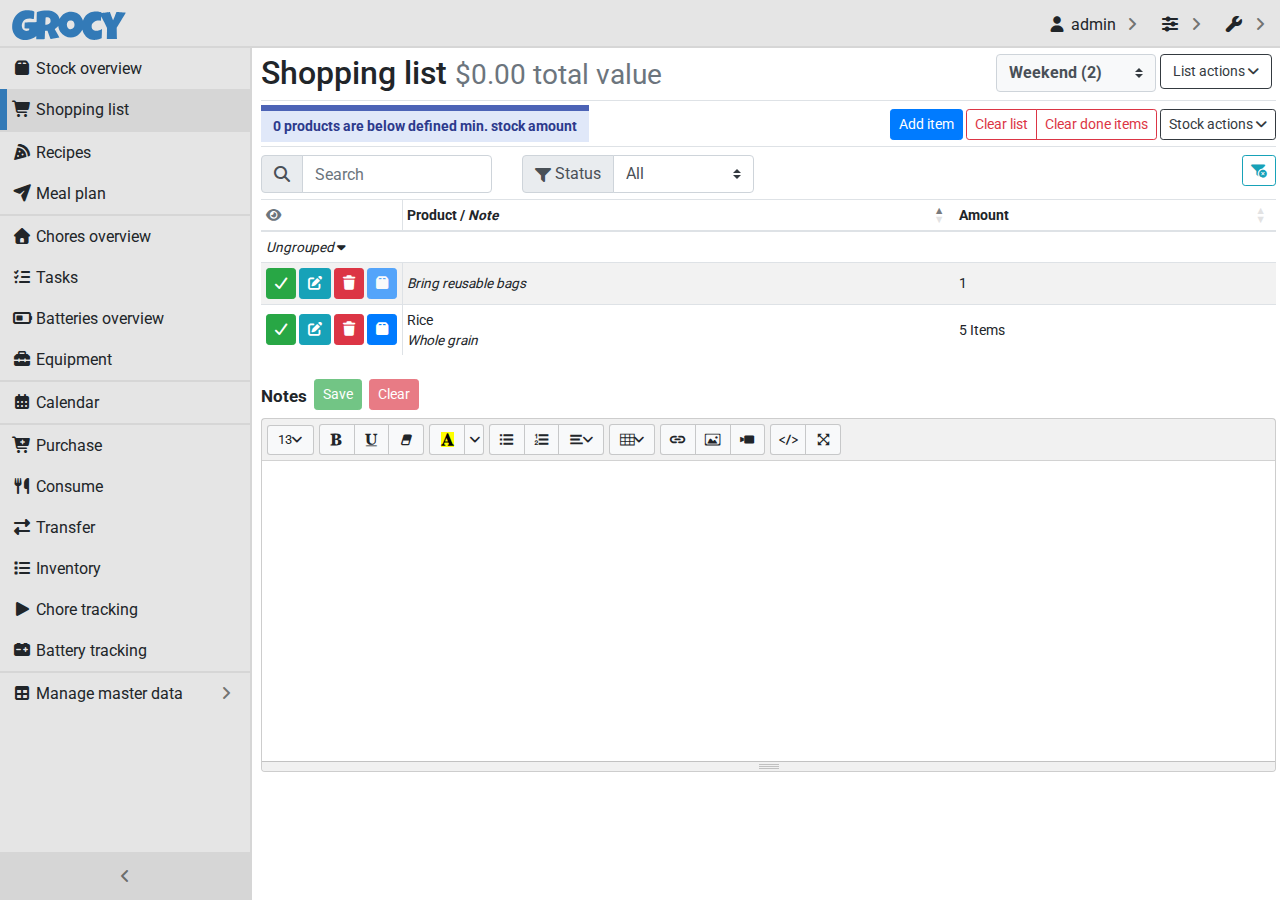 GROCY
admin
Stock overview
Shopping list
Recipes
Meal plan
Chores overview
Tasks
Batteries overview
Equipment
Calendar
Purchase
Consume
Transfer
Inventory
Chore tracking
Battery tracking
Manage master data
Shopping list $0.00 total value
Weekend (2)
List actions
0 products are below defined min. stock amount
Add item
Clear list
Clear done items
Stock actions
Search
Status
All
Product / Note
Amount
Ungrouped
Bring reusable bags
1
Rice
Whole grain
5 Items
Notes
Save
Clear
13
B
U
A
</>